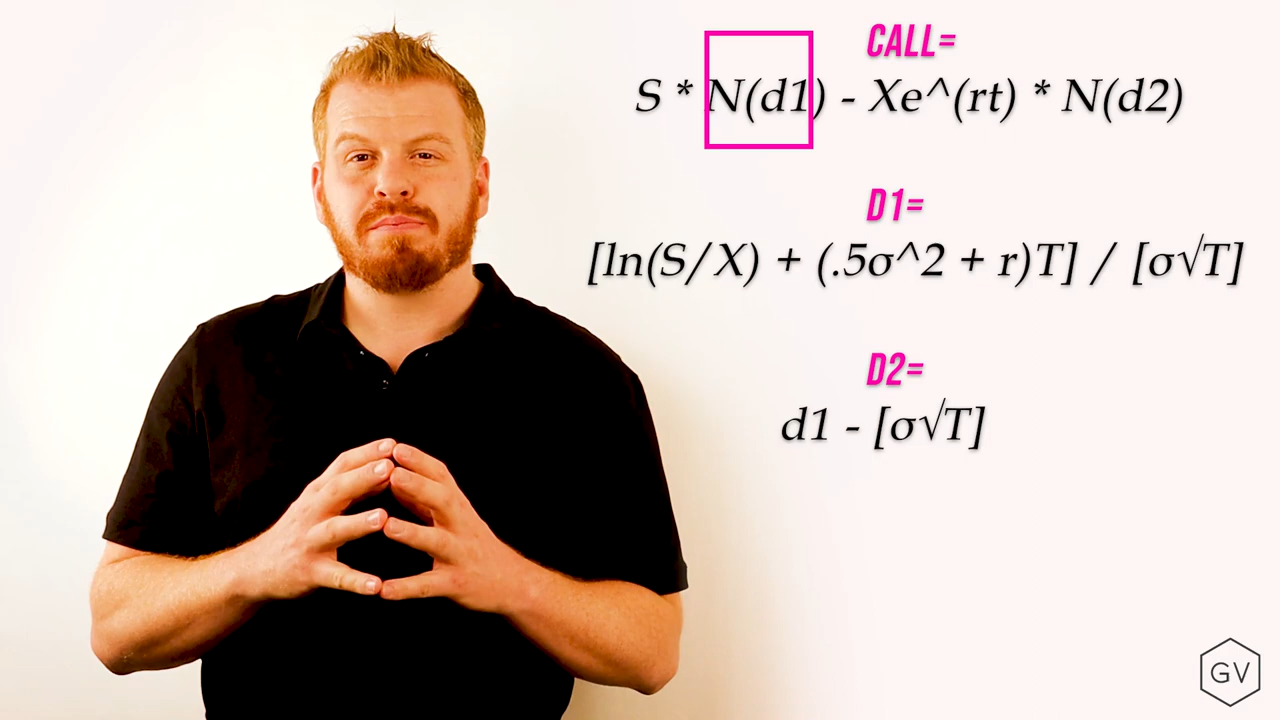 CALL=
S * N(d1) - Xe^(rt) * N(d2)
D1=
[ln(S/X) + (.5σ^2 + r)T] / [σ√T]
D2=
d1 - [σ√T]
GV